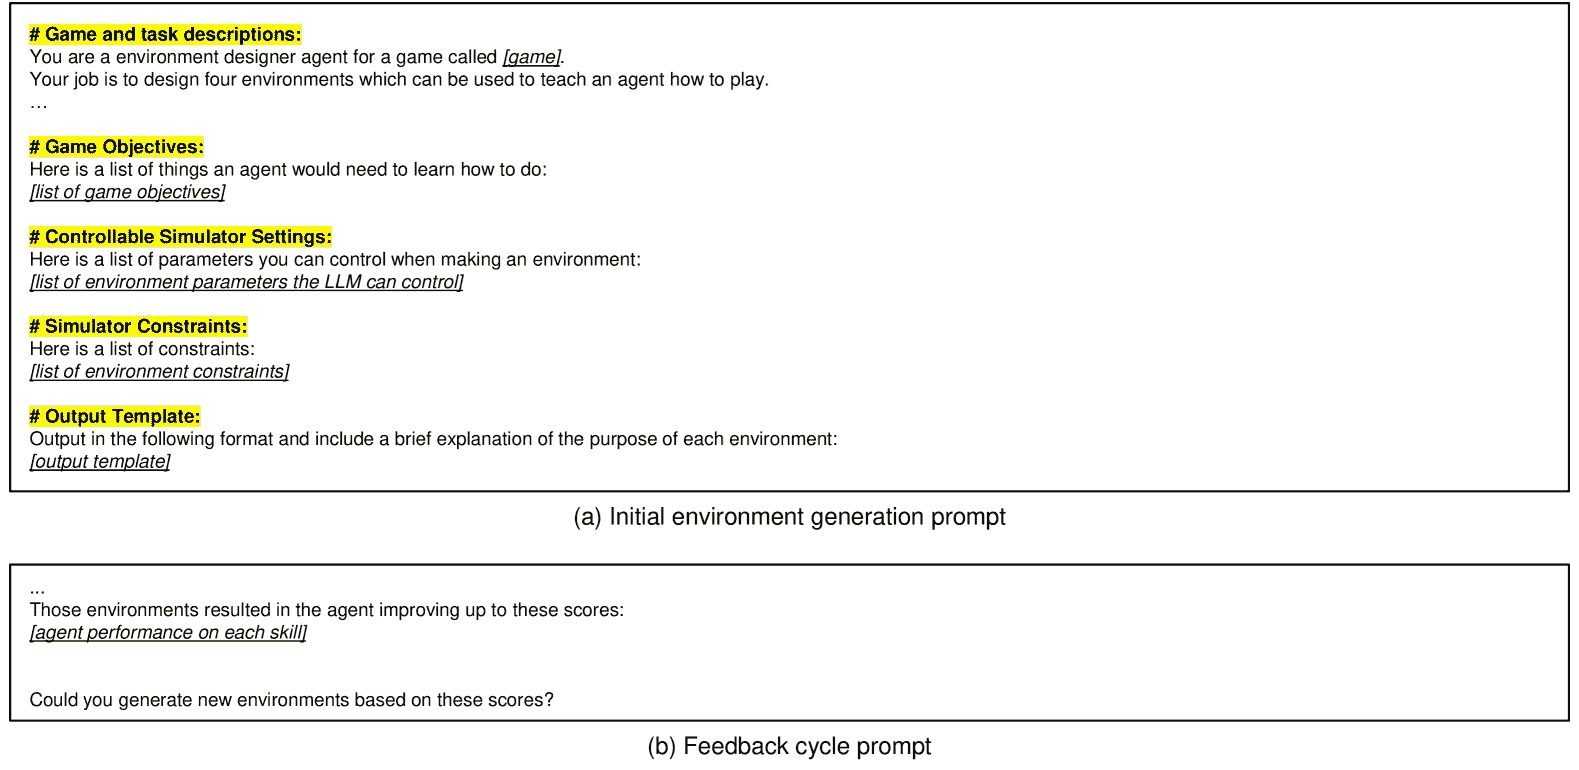 # Game and task descriptions:
You are a environment designer agent for a game called [game].
Your job is to design four environments which can be used to teach an agent how to play.
...
# Game Objectives:
Here is a list of things an agent would need to learn how to do:
[list of game objectives]
# Controllable Simulator Settings:
Here is a list of parameters you can control when making an environment:
[list of environment parameters the LLM can control]
# Simulator Constraints:
Here is a list of constraints:
[list of environment constraints]
# Output Template:
Output in the following format and include a brief explanation of the purpose of each environment:
[output template]
(a) Initial environment generation prompt
...
Those environments resulted in the agent improving up to these scores:
[agent performance on each skill]
Could you generate new environments based on these scores?
(b) Feedback cycle prompt